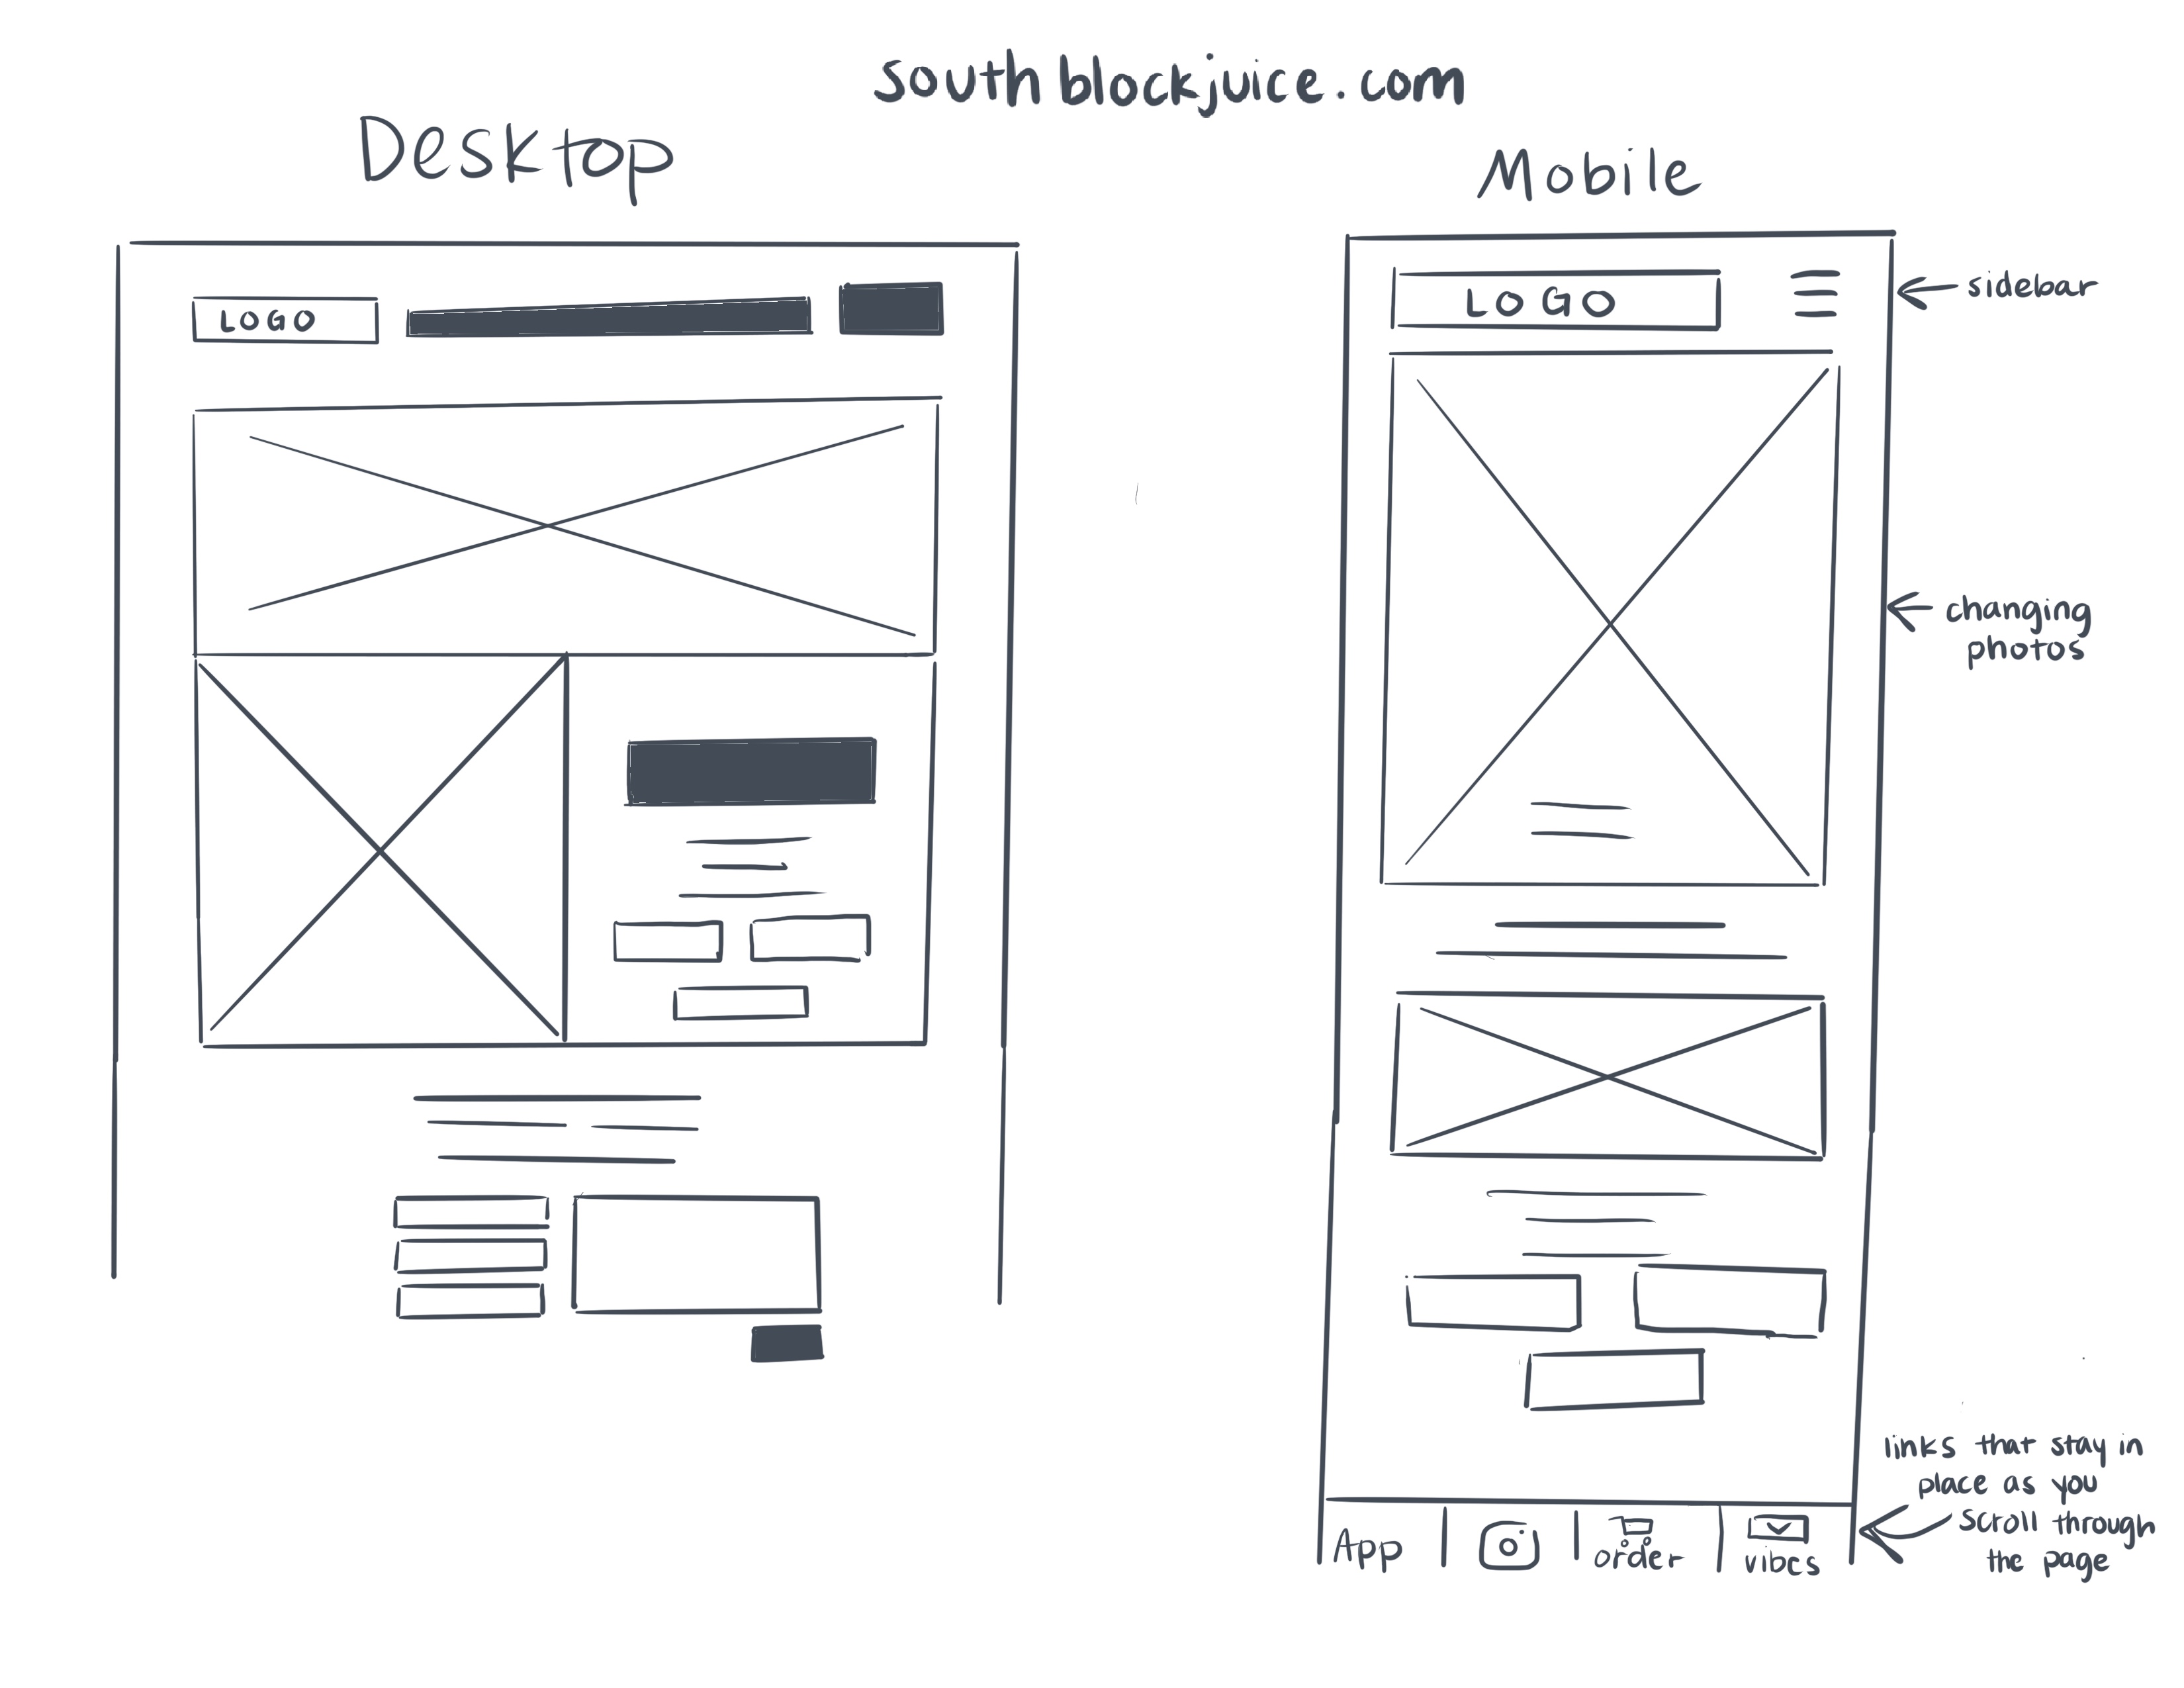 southblockjuice.com
Desktop
Mobile
LOGO
LOGO
sidebar
changing
photos
links that stay in
place as you
scroll through
the page
App
order
vibes